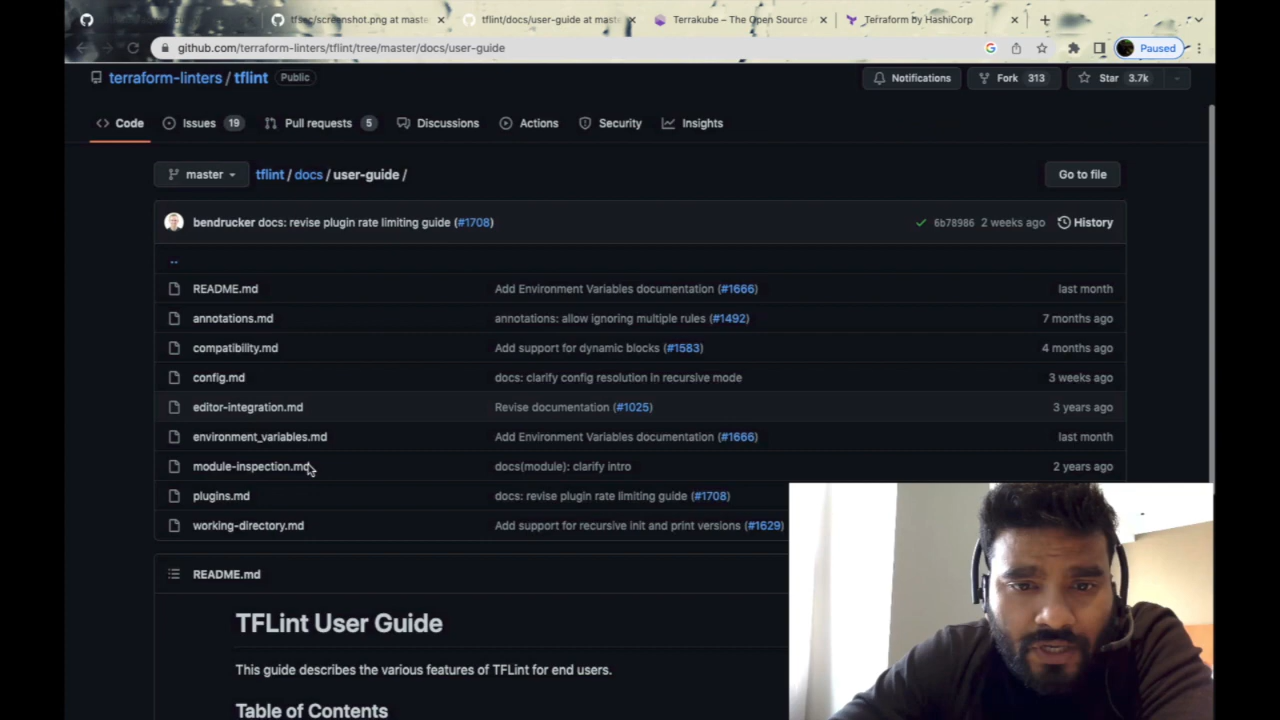 tfsec/screenshot.png at maste
tflint/docs/user-guide at mast
Terrakube – The Open Source
Terraform by HashiCorp
github.com/terraform-linters/tflint/tree/master/docs/user-guide
Paused
terraform-linters / tflint Public
Notifications
Fork 313
Star 3.7k
Code
Issues 19
Pull requests 5
Discussions
Actions
Security
Insights
master
tflint / docs / user-guide /
Go to file
bendrucker docs: revise plugin rate limiting guide (#1708)
6b78986 2 weeks ago
History
..
README.md Add Environment Variables documentation (#1666) last month
annotations.md annotations: allow ignoring multiple rules (#1492) 7 months ago
compatibility.md Add support for dynamic blocks (#1583) 4 months ago
config.md docs: clarify config resolution in recursive mode 3 weeks ago
editor-integration.md Revise documentation (#1025) 3 years ago
environment_variables.md Add Environment Variables documentation (#1666) last month
module-inspection.md docs(module): clarify intro 2 years ago
plugins.md docs: revise plugin rate limiting guide (#1708)
working-directory.md Add support for recursive init and print versions (#1629)
README.md
TFLint User Guide
This guide describes the various features of TFLint for end users.
Table of Contents